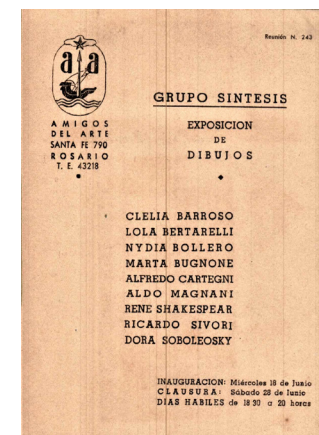 Reunión N. 243
a a
AMIGOS
DEL ARTE
SANTA FE 790
ROSARIO
T. E. 43218
GRUPO SINTESIS
EXPOSICION
DE
DIBUJOS
CLELIA BARROSO
LOLA BERTARELLI
NYDIA BOLLERO
MARTA BUGNONE
ALFREDO CARTEGNI
ALDO MAGNANI
RENE SHAKESPEAR
RICARDO SIVORI
DORA SOBOLEOSKY
INAUGURACION: Miércoles 18 de Junio
CLAUSURA: Sábado 28 de Junio
DIAS HABILES de 18 30 a 20 horas